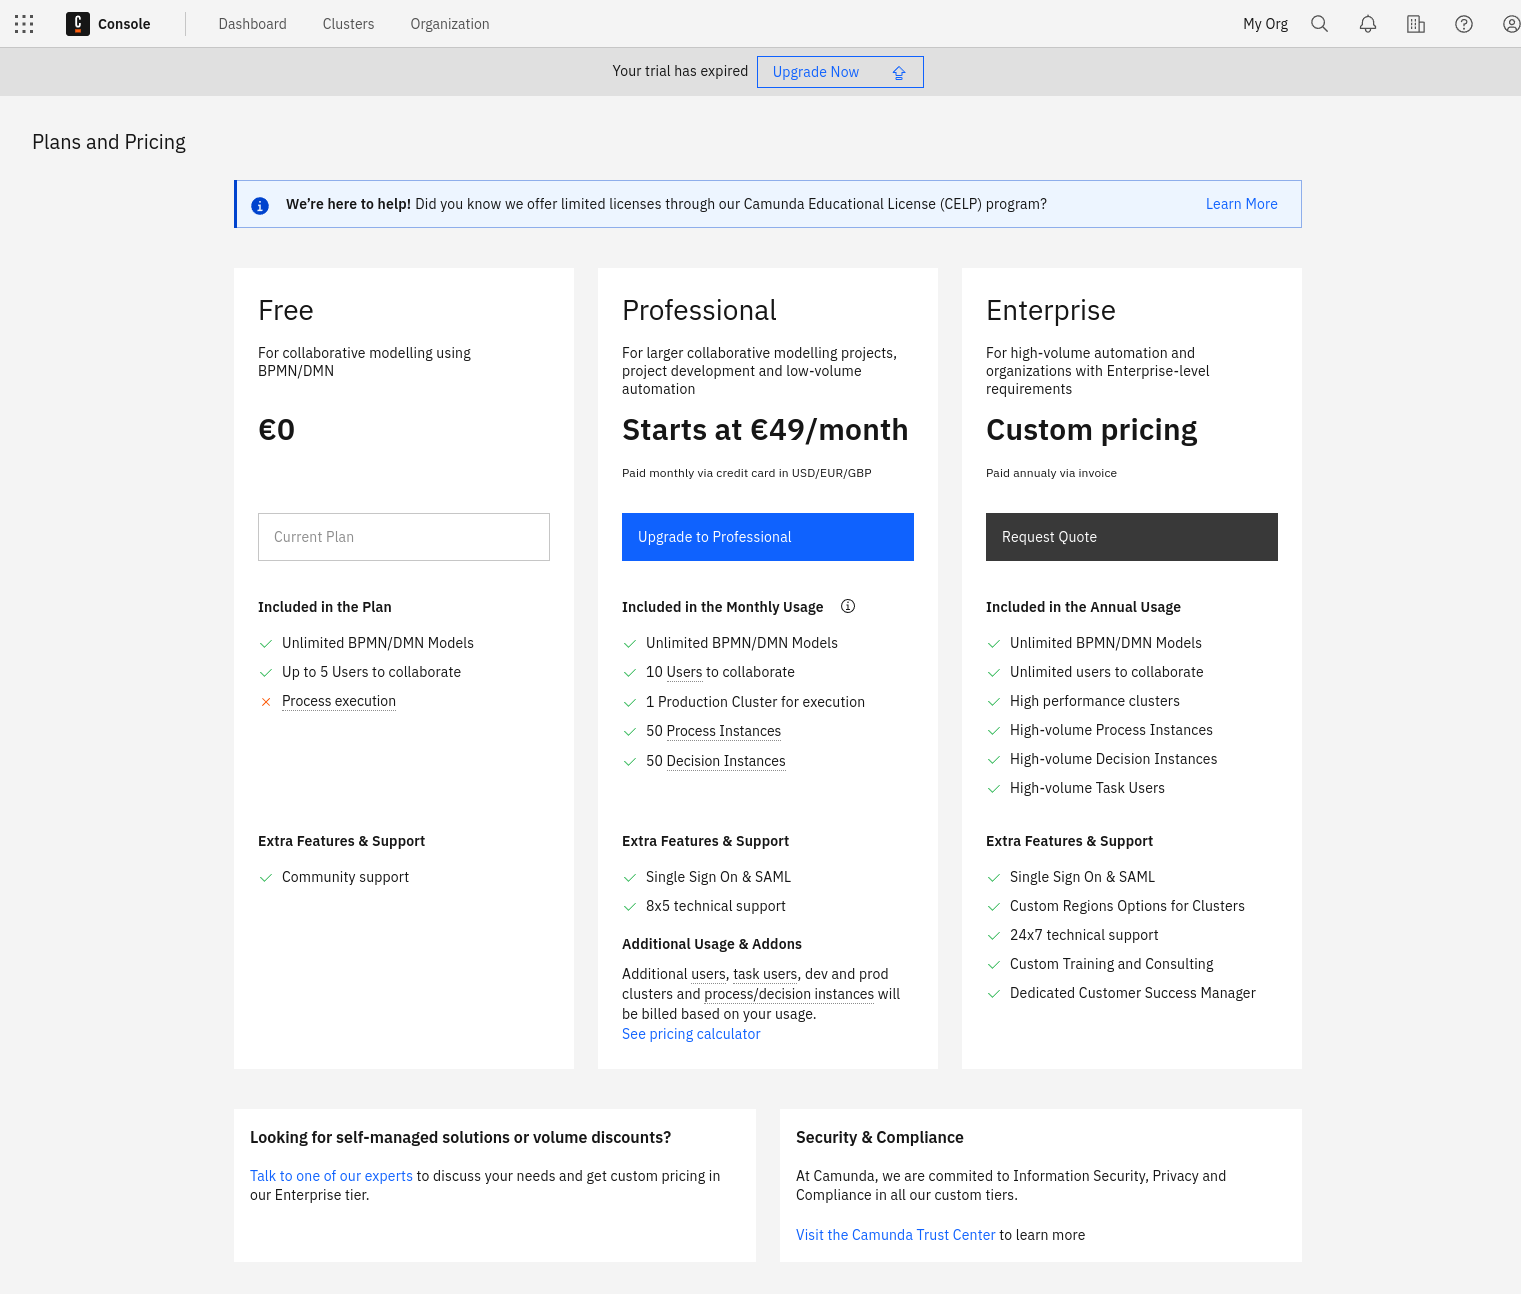 Console
Dashboard
Clusters
Organization
My Org
Your trial has expired
Upgrade Now
Plans and Pricing
We're here to help! Did you know we offer limited licenses through our Camunda Educational License (CELP) program?
Learn More
Free
For collaborative modelling using
BPMN/DMN
€0
Current Plan
Included in the Plan
Unlimited BPMN/DMN Models
Up to 5 Users to collaborate
Process execution
Extra Features & Support
Community support
Professional
For larger collaborative modelling projects,
project development and low-volume
automation
Starts at €49/month
Paid monthly via credit card in USD/EUR/GBP
Upgrade to Professional
Included in the Monthly Usage
Unlimited BPMN/DMN Models
10 Users to collaborate
1 Production Cluster for execution
50 Process Instances
50 Decision Instances
Extra Features & Support
Single Sign On & SAML
8x5 technical support
Additional Usage & Addons
Additional users, task users, dev and prod
clusters and process/decision instances will
be billed based on your usage.
See pricing calculator
Enterprise
For high-volume automation and
organizations with Enterprise-level
requirements
Custom pricing
Paid annualy via invoice
Request Quote
Included in the Annual Usage
Unlimited BPMN/DMN Models
Unlimited users to collaborate
High performance clusters
High-volume Process Instances
High-volume Decision Instances
High-volume Task Users
Extra Features & Support
Single Sign On & SAML
Custom Regions Options for Clusters
24x7 technical support
Custom Training and Consulting
Dedicated Customer Success Manager
Looking for self-managed solutions or volume discounts?
Talk to one of our experts to discuss your needs and get custom pricing in
our Enterprise tier.
Security & Compliance
At Camunda, we are commited to Information Security, Privacy and
Compliance in all our custom tiers.
Visit the Camunda Trust Center to learn more